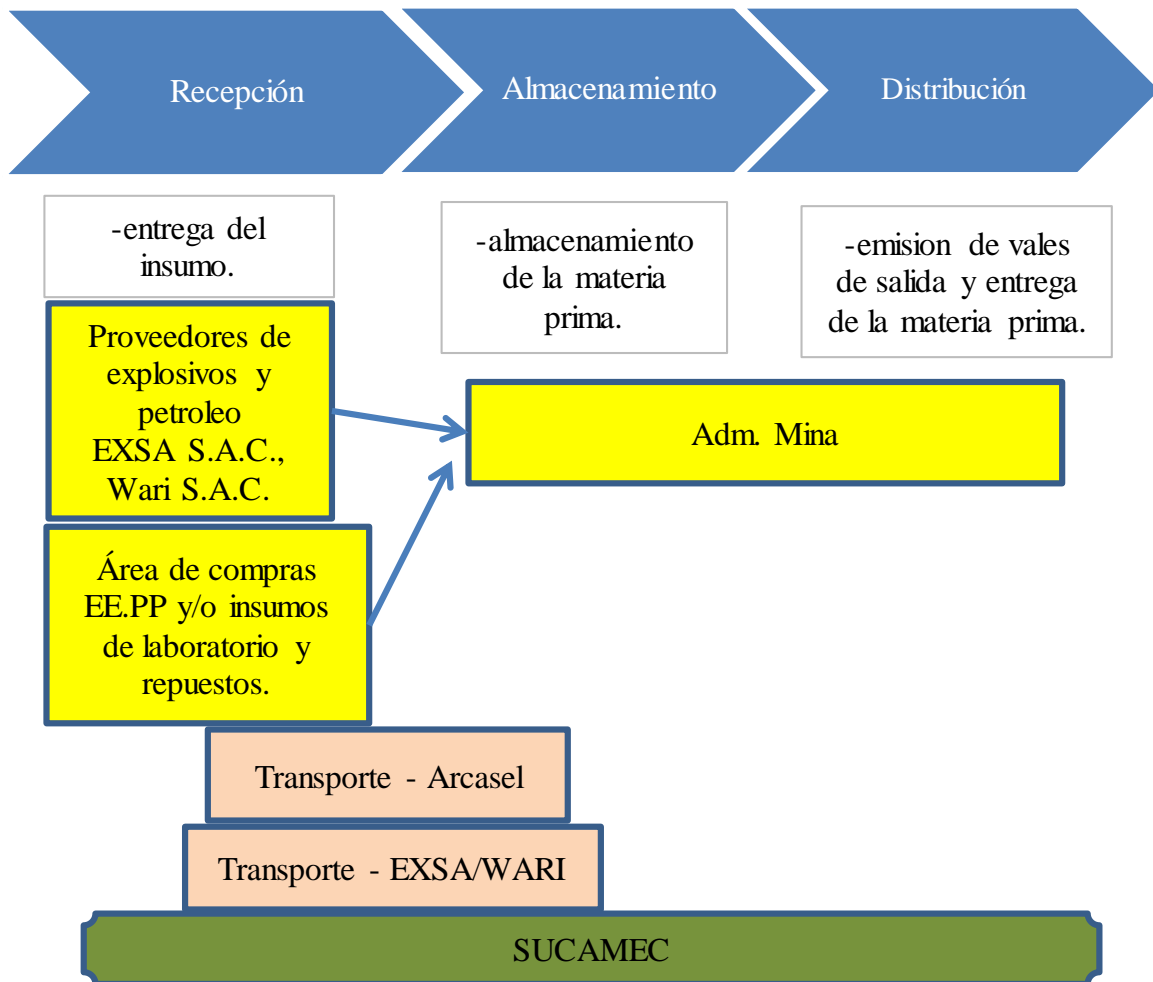 Recepción
Almacenamiento
Distribución
-entrega del
insumo.
-almacenamiento
de la materia
prima.
-emision de vales
de salida y entrega
de la materia prima.
Proveedores de
explosivos y
petroleo
EXSA S.A.C.,
Wari S.A.C.
Adm. Mina
Área de compras
EE.PP y/o insumos
de laboratorio y
repuestos.
Transporte - Arcasel
Transporte - EXSA/WARI
SUCAMEC